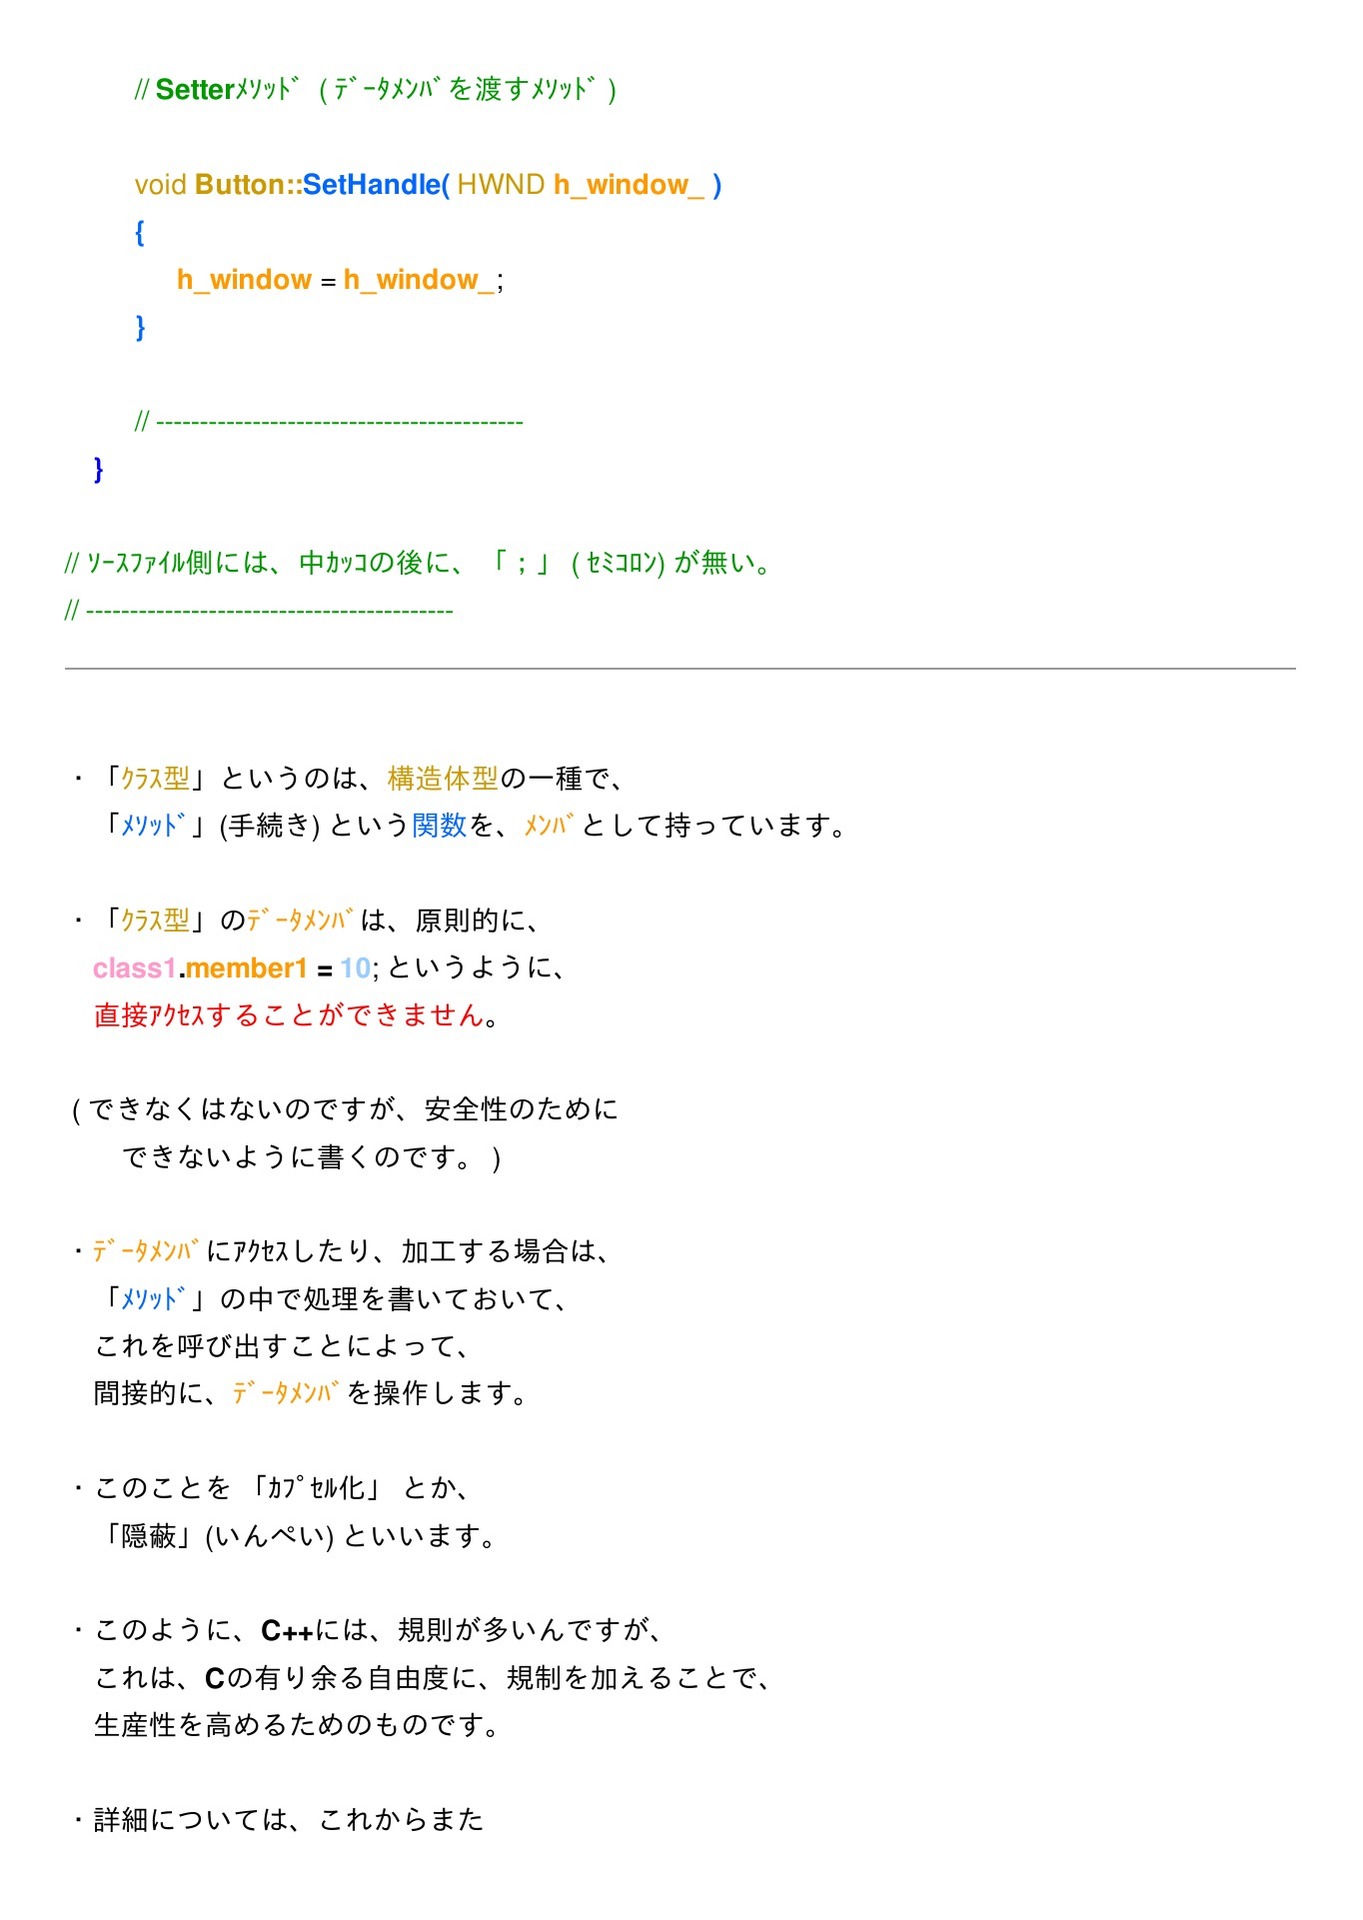 // Setterﾒｿｯﾄﾞ ( ﾃﾞｰﾀﾒﾝﾊﾞを渡すﾒｿｯﾄﾞ )
void Button::SetHandle( HWND h_window_ )
{
h_window = h_window_;
}
// ------------------------------------------
}
// ｿｰｽﾌｧｲﾙ側には、中ｶｯｺの後に、「 ; 」 ( ｾﾐｺﾛﾝ) が無い。
// ------------------------------------------
・「ｸﾗｽ型」というのは、構造体型の一種で、
「ﾒｿｯﾄﾞ」(手続き) という関数を、ﾒﾝﾊﾞとして持っています。
・「ｸﾗｽ型」のﾃﾞｰﾀﾒﾝﾊﾞは、原則的に、
class1.member1 = 10; というように、
直接ｱｸｾｽすることができません。
( できなくはないのですが、安全性のために
できないように書くのです。 )
・ﾃﾞｰﾀﾒﾝﾊﾞにｱｸｾｽしたり、加工する場合は、
「ﾒｿｯﾄﾞ」の中で処理を書いておいて、
これを呼び出すことによって、
間接的に、ﾃﾞｰﾀﾒﾝﾊﾞを操作します。
・このことを 「ｶﾌﾟｾﾙ化」 とか、
「隠蔽」(いんぺい) といいます。
・このように、C++には、規則が多いんですが、
これは、Cの有り余る自由度に、規制を加えることで、
生産性を高めるためのものです。
・詳細については、これからまた